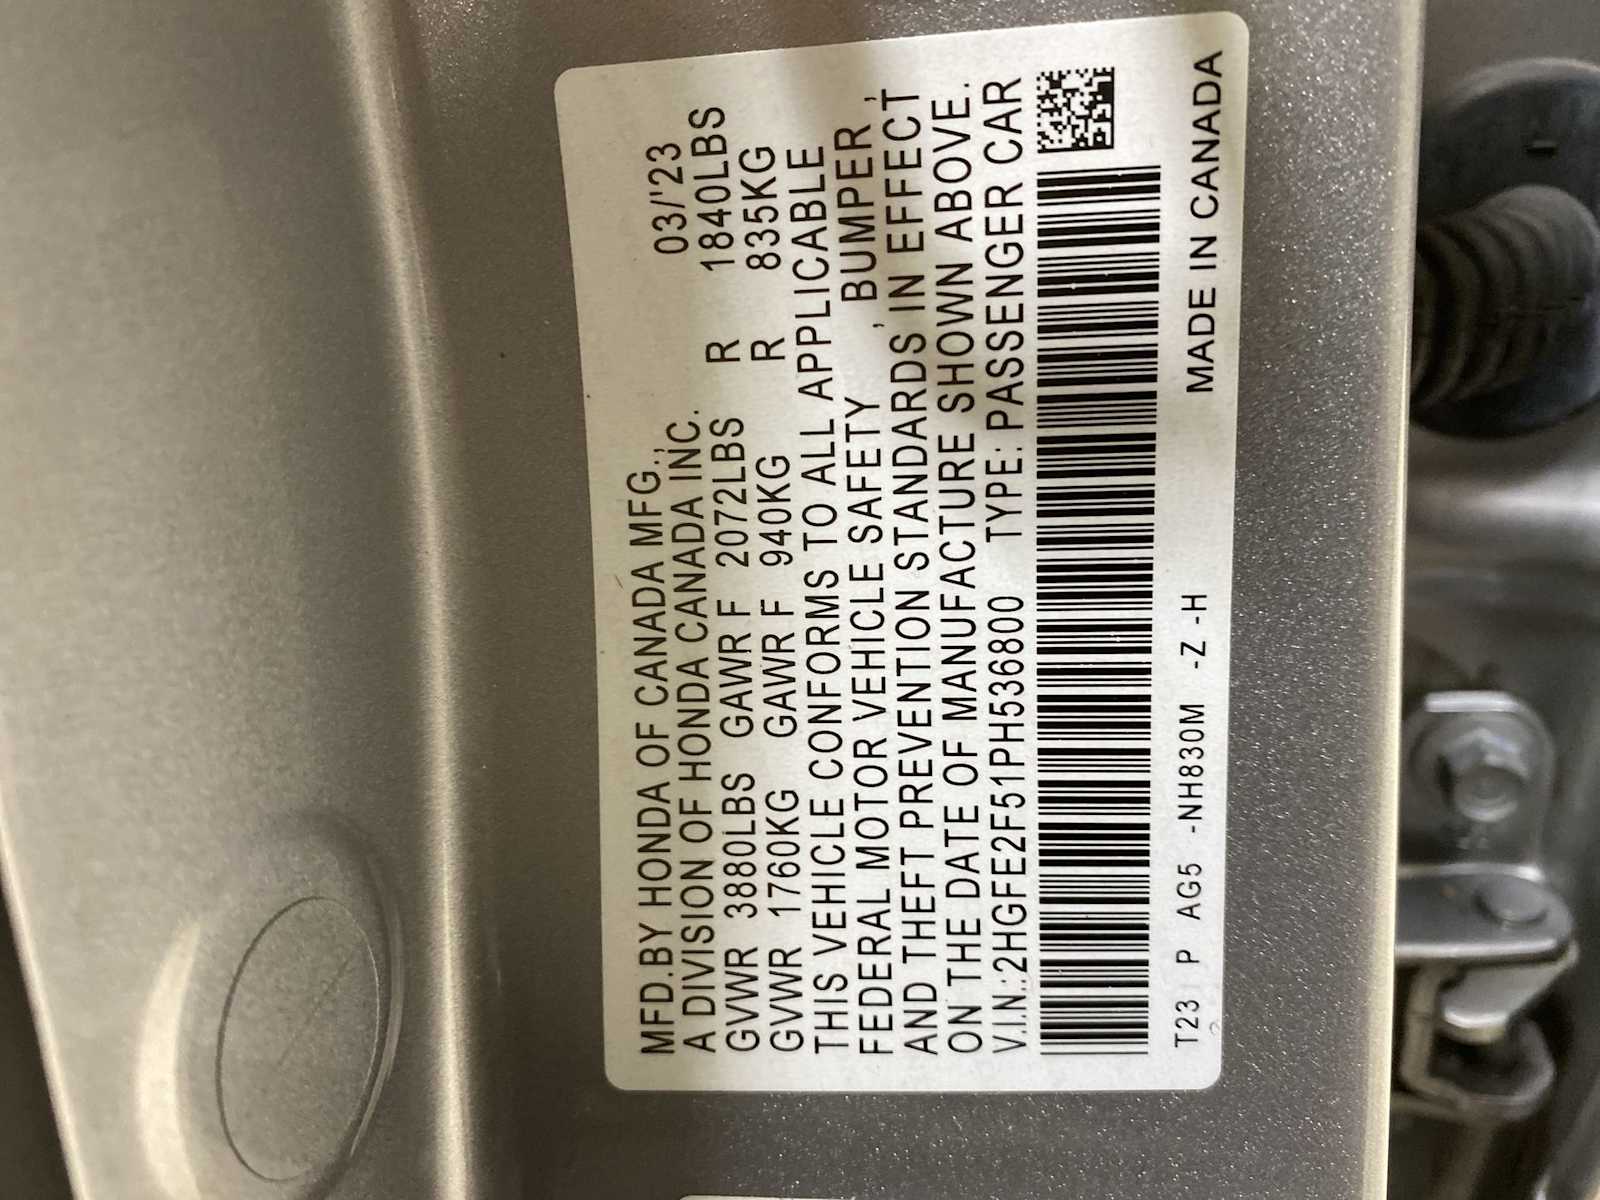 MFD.BY HONDA OF CANADA MFG., 03/'23
A DIVISION OF HONDA CANADA INC.
GVWR 3880LBS GAWR F 2072LBS R 1840LBS
GVWR 1760KG GAWR F 940KG R 835KG
THIS VEHICLE CONFORMS TO ALL APPLICABLE
FEDERAL MOTOR VEHICLE SAFETY, BUMPER,
AND THEFT PREVENTION STANDARDS IN EFFECT
ON THE DATE OF MANUFACTURE SHOWN ABOVE.
V.I.N.:2HGFE2F51PH536800 TYPE: PASSENGER CAR
T23 P AG5 -NH830M -Z -H MADE IN CANADA